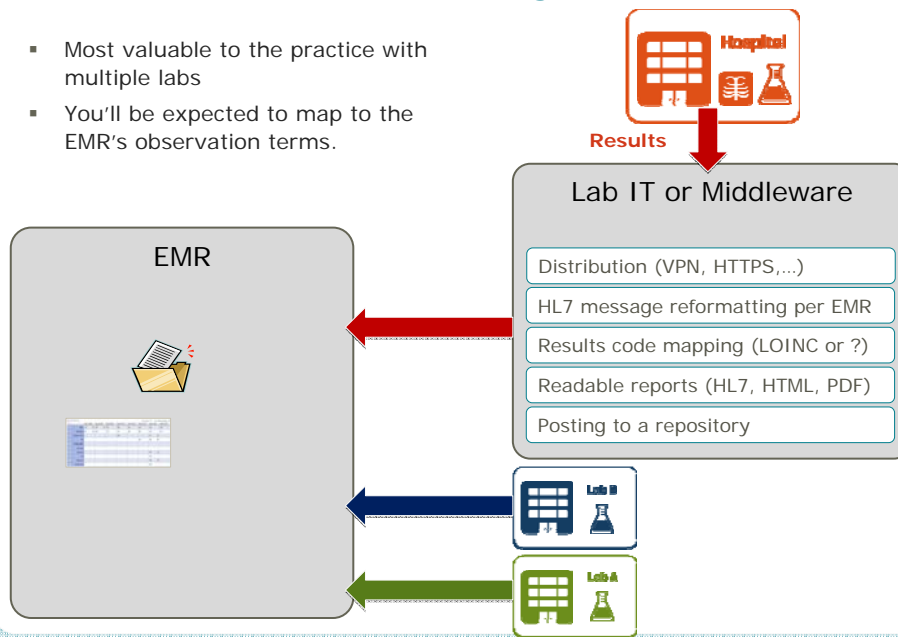 Most valuable to the practice with
multiple labs
You'll be expected to map to the
EMR's observation terms.
Hospital
Results
Lab IT or Middleware
EMR
Distribution (VPN, HTTPS,...)
HL7 message reformatting per EMR
Results code mapping (LOINC or ?)
Readable reports (HL7, HTML, PDF)
Posting to a repository
Lab B
Lab A